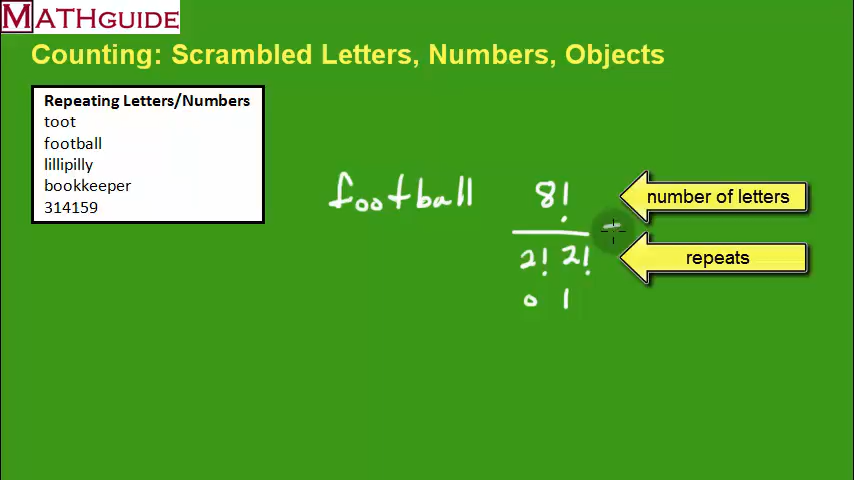 MATHGUIDE
Counting: Scrambled Letters, Numbers, Objects
Repeating Letters/Numbers
toot
football
lillipilly
bookkeeper
314159
football 8!
number of letters
2! 2!
repeats
o l